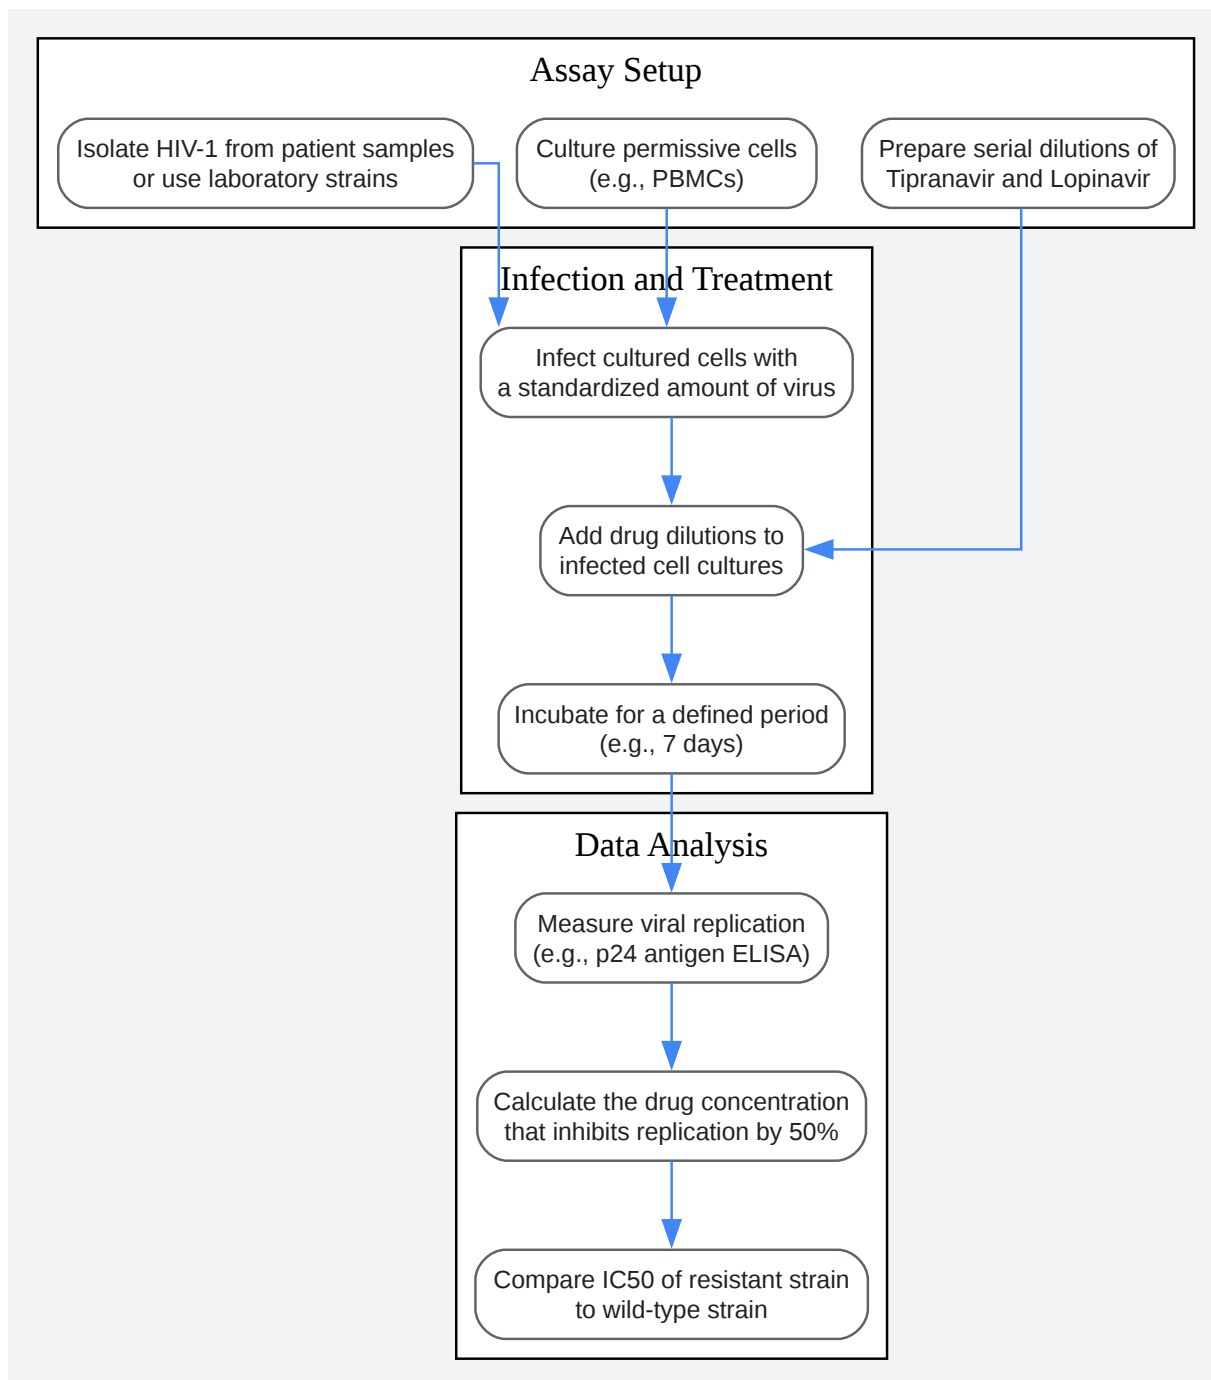 Assay Setup
Isolate HIV-1 from patient samples
or use laboratory strains
Culture permissive cells
(e.g., PBMCs)
Prepare serial dilutions of
Tipranavir and Lopinavir
Infection and Treatment
Infect cultured cells with
a standardized amount of virus
Add drug dilutions to
infected cell cultures
Incubate for a defined period
(e.g., 7 days)
Data Analysis
Measure viral replication
(e.g., p24 antigen ELISA)
Calculate the drug concentration
that inhibits replication by 50%
Compare IC50 of resistant strain
to wild-type strain